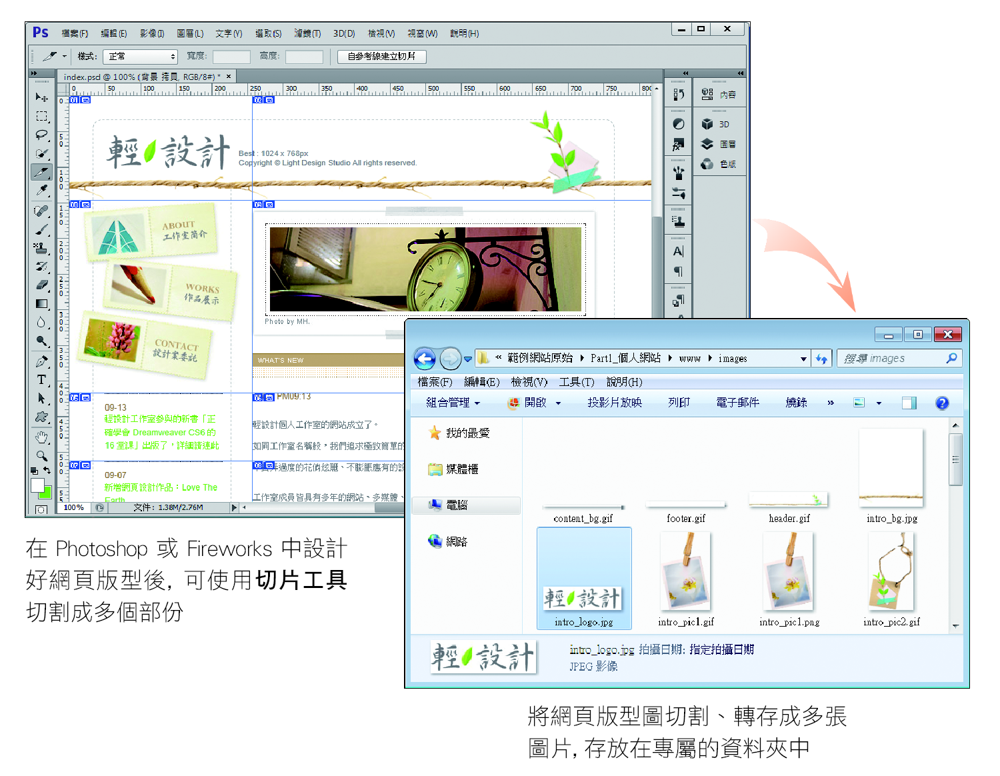 Ps 檔案(F) 編輯(E) 影像(I) 圖層(L) 文字(Y) 選取(S) 濾鏡(T) 3D(D) 檢視(V) 視窗(W) 說明(H)
樣式: 正常 寬度: 高度: 自參考線建立切片
index.psd @ 100% (背景 拷貝, RGB/8#) * ×
0 50 100 150 200 250 300 350 400 450 500 550 600 650 700 750 800
01 02
內容
3D
圖層
色版
輕設計
Best : 1024 x 768px
Copyright © Light Design Studio All rights reserved.
03 04
ABOUT
工作室簡介
WORKS
作品展示
CONTACT
設計案委託
Photo by MH.
WHAT'S NEW
05 06 PM09:13
09-13
輕設計工作室參與的新書「正
確學會 Dreamweaver CS6 的
16 堂課」出版了，詳細請連此
輕設計個人工作室的網站成立了。
如同工作室名稱般，我們追求極致簡單的
過度的花俏炫麗、不膨脹應有的設
07 08
09-07
新增網頁設計作品：Love The
Earth
工作室成員皆具有多年的網站、多媒體、
100% 文件: 1.38M/2.76M
« 範例網站原始 Part1_個人網站 www images 搜尋 images
檔案(F) 編輯(E) 檢視(V) 工具(T) 說明(H)
組合管理 開啟 投影片放映 列印 電子郵件 燒錄 »
我的最愛
媒體櫃
電腦
網路
content_bg.gif footer.gif header.gif intro_bg.jpg
輕設計
intro_logo.jpg intro_pic1.gif intro_pic1.png intro_pic2.gif
輕設計
intro_logo.jpg 拍攝日期: 指定拍攝日期
JPEG 影像
在 Photoshop 或 Fireworks 中設計
好網頁版型後, 可使用切片工具
切割成多個部份
將網頁版型圖切割、轉存成多張
圖片, 存放在專屬的資料夾中